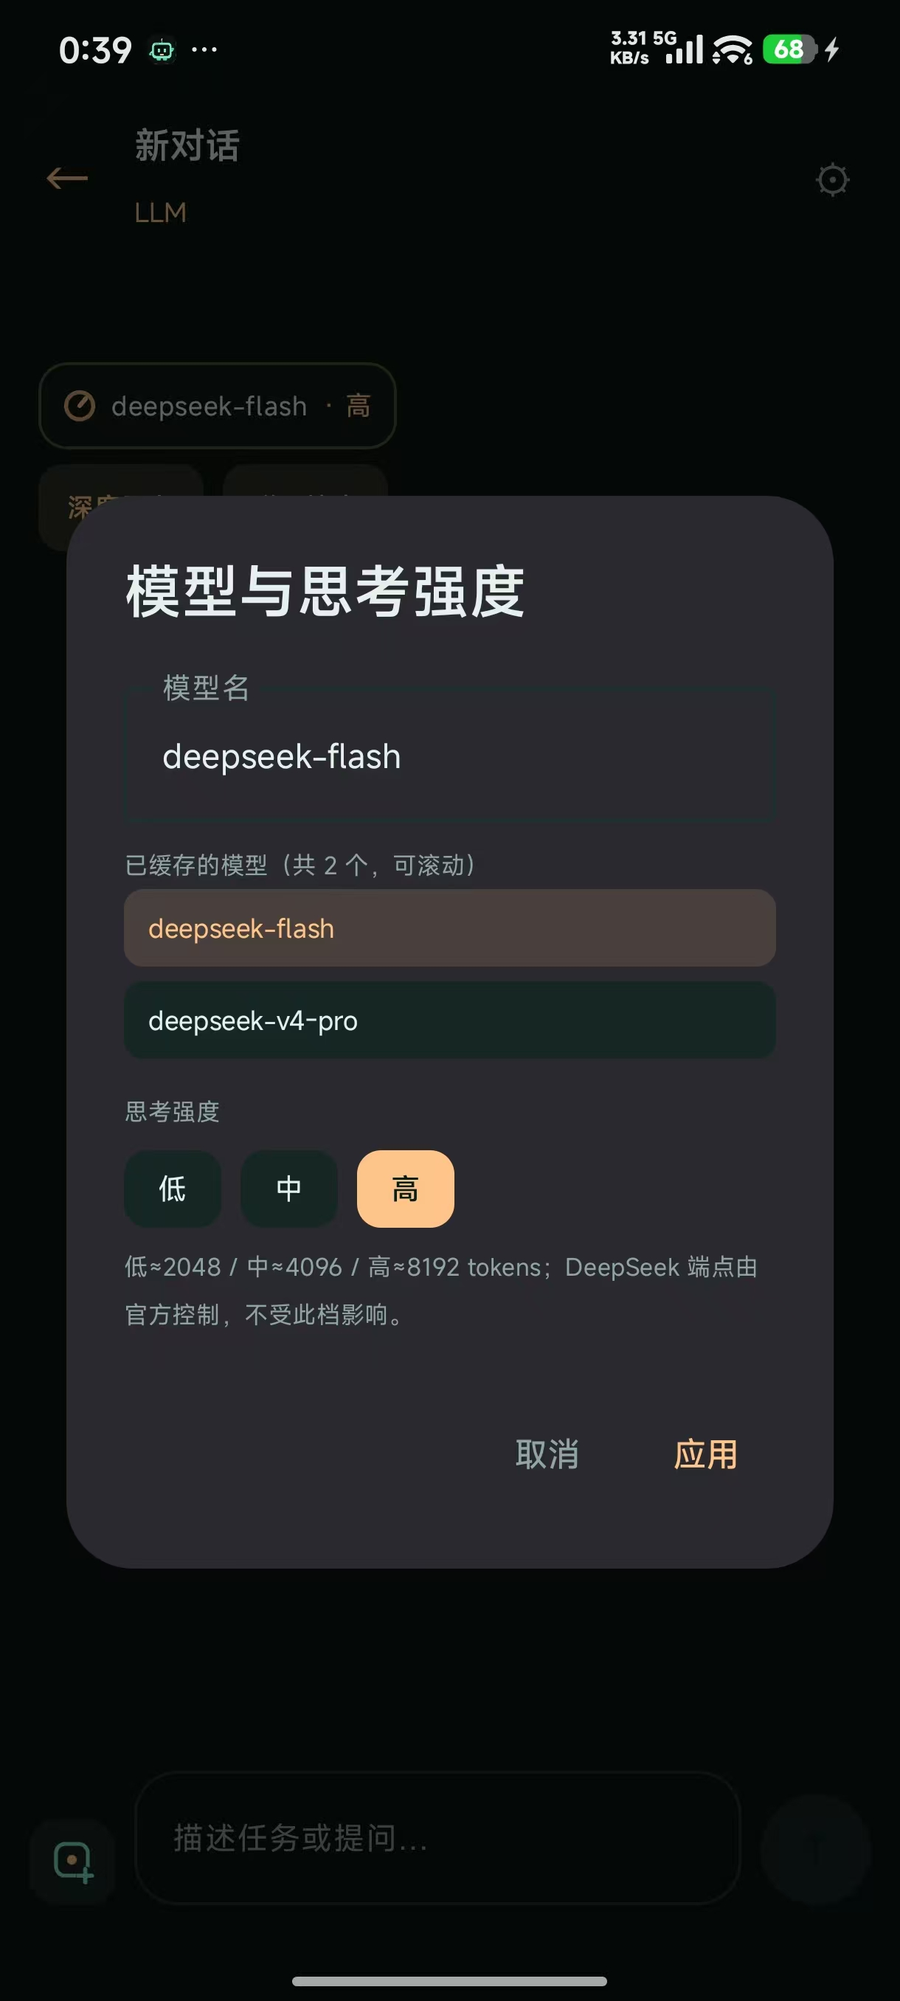 0:39 ...
3.31 5G
KB/s
6
68
新对话
LLM
deepseek-flash · 高
深度
模型与思考强度
模型名
deepseek-flash
已缓存的模型（共 2 个，可滚动）
deepseek-flash
deepseek-v4-pro
思考强度
低 中 高
低≈2048 / 中≈4096 / 高≈8192 tokens；DeepSeek 端点由
官方控制，不受此档影响。
取消 应用
描述任务或提问...